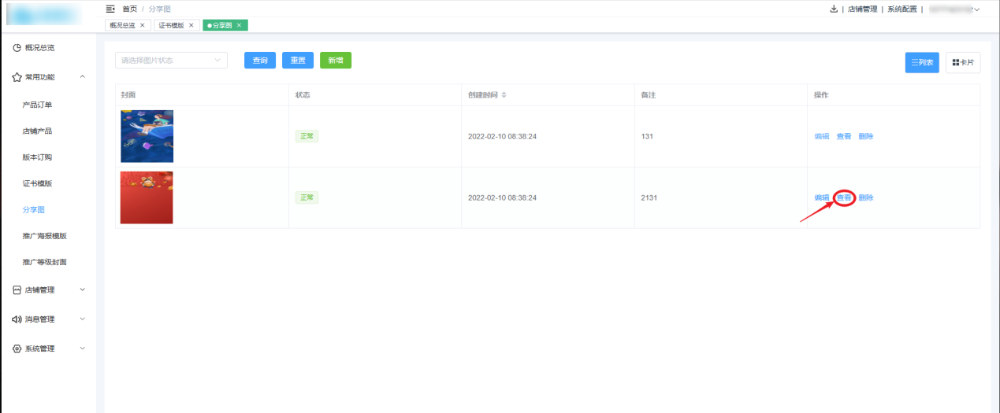 首页 / 分享图
店铺管理 | 系统配置 |
概况总览 ×
证书模版 ×
分享图 ×
概况总览
常用功能
产品订单
店铺产品
版本订购
证书模版
分享图
推广海报模版
推广等级封面
店铺管理
消息管理
系统管理
请选择图片状态
查询
重置
新增
列表
卡片
封面 状态 创建时间 备注 操作
正常 2022-02-10 08:38:24 131 编辑 查看 删除
正常 2022-02-10 08:38:24 2131 编辑 查看 删除